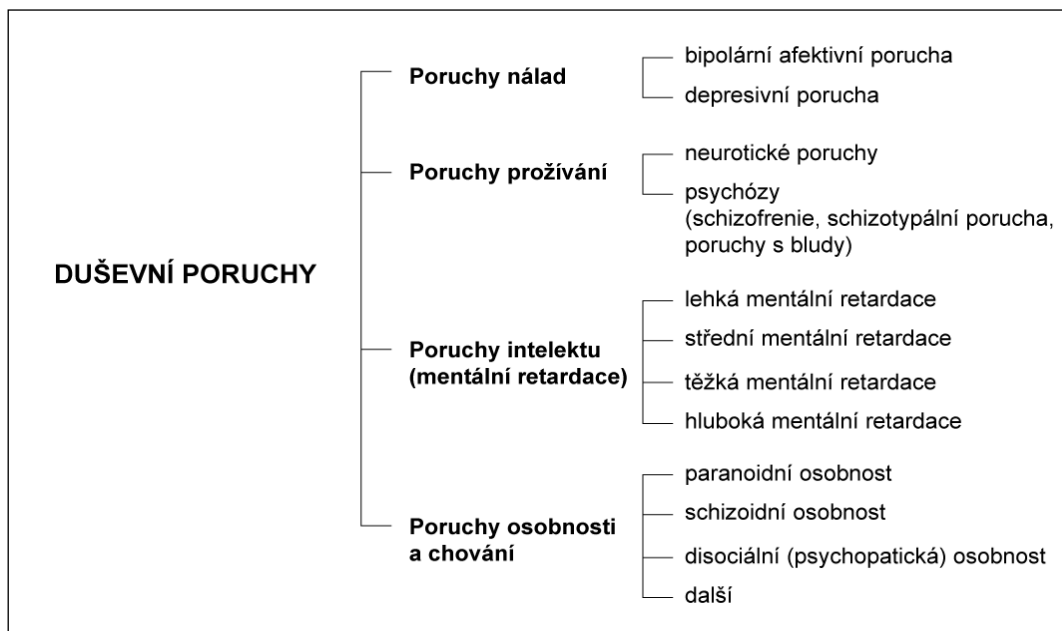 DUŠEVNÍ PORUCHY
Poruchy nálad
bipolární afektivní porucha
depresivní porucha
Poruchy prožívání
neurotické poruchy
psychózy
(schizofrenie, schizotypální porucha,
poruchy s bludy)
Poruchy intelektu
(mentální retardace)
lehká mentální retardace
střední mentální retardace
těžká mentální retardace
hluboká mentální retardace
Poruchy osobnosti
a chování
paranoidní osobnost
schizoidní osobnost
disociální (psychopatická) osobnost
další